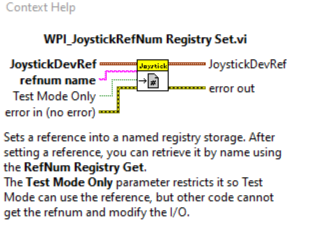 Context Help
WPI_JoystickRefNum Registry Set.vi
JoystickDevRef
Joystick
JoystickDevRef
refnum name
#
Test Mode Only
error out
error in (no error)
Sets a reference into a named registry storage. After
setting a reference, you can retrieve it by name using
the RefNum Registry Get.
The Test Mode Only parameter restricts it so Test
Mode can use the reference, but other code cannot
get the refnum and modify the I/O.